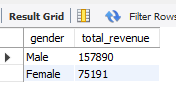 Result Grid Filter Rows
gender total_revenue
Male 157890
Female 75191